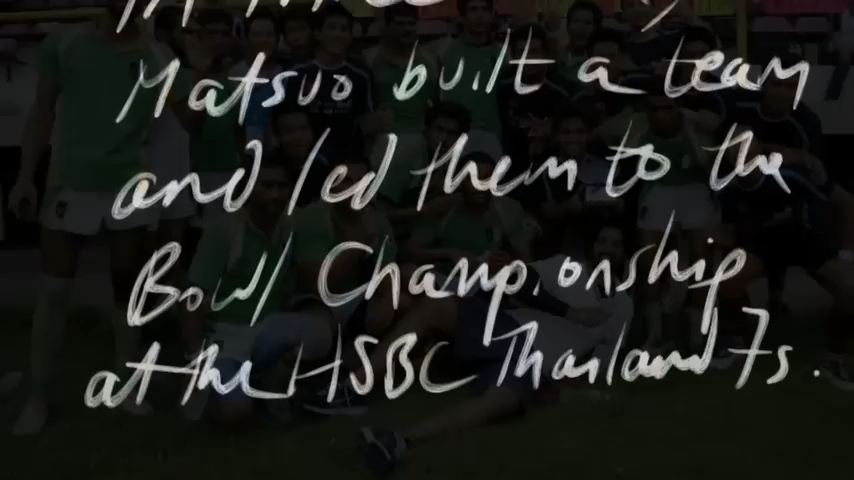 Matsuo built a team
and led them to the
Bowl Championship
at the HSBC Thailand 7s.